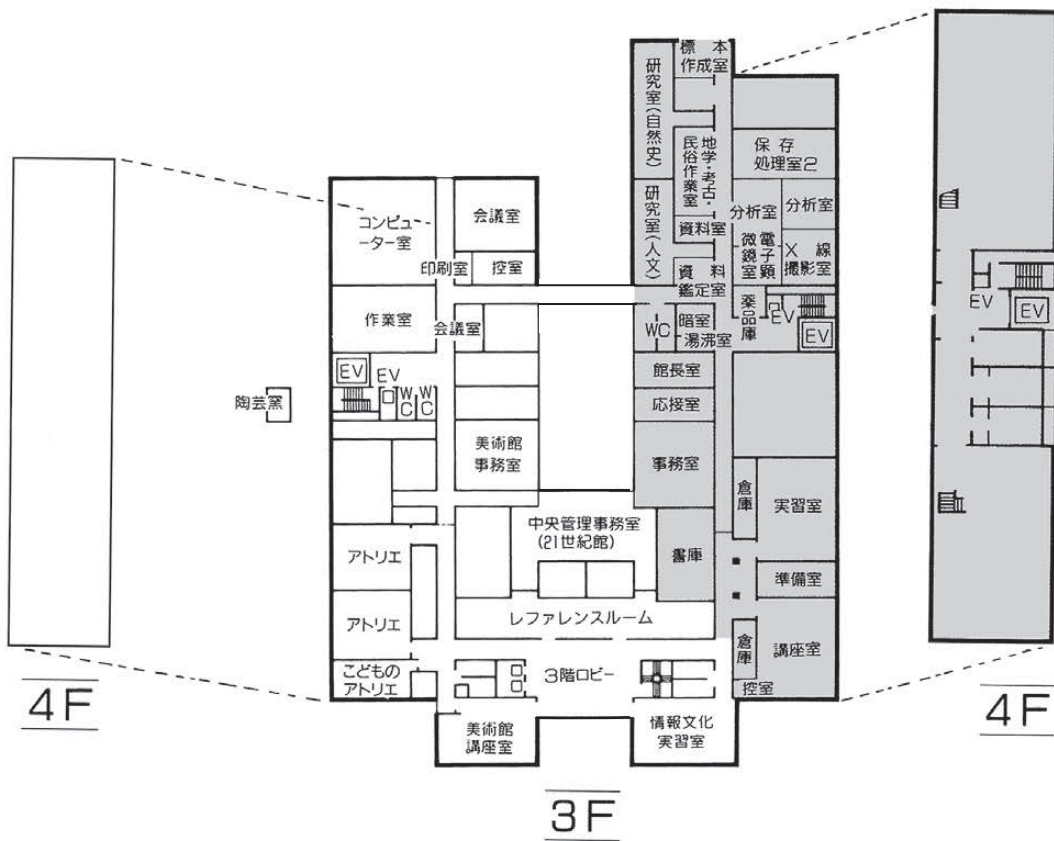 標本
作成室
研究室(自然史)
地学・考古・
民俗作業室
保存
処理室2
研究室(人文)
資料室
分析室
分析室
電子顕
微鏡室
X線
撮影室
資料
鑑定室
薬品庫
EV
EV
WC
暗室
湯沸室
館長室
応接室
事務室
書庫
倉庫
実習室
準備室
倉庫
講座室
控室
コンピュ
ーター室
会議室
印刷室
控室
作業室
会議室
EV
EV
WC
WC
陶芸窯
美術館
事務室
中央管理事務室
(21世紀館)
アトリエ
アトリエ
こどもの
アトリエ
レファレンスルーム
3階ロビー
美術館
講座室
情報文化
実習室
EV
EV
4F
3F
4F